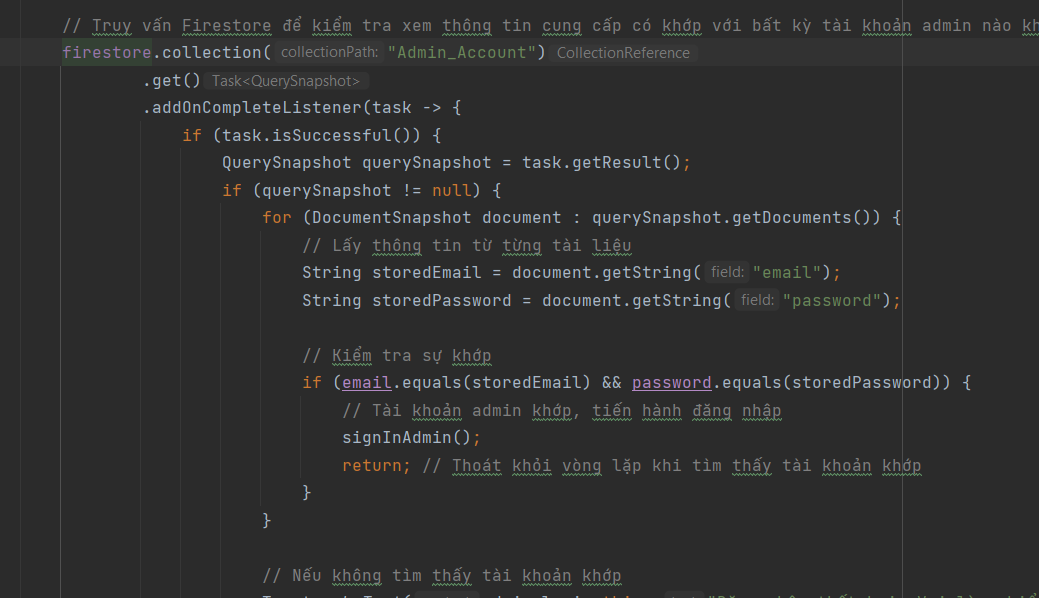 // Truy vấn Firestore để kiểm tra xem thông tin cung cấp có khớp với bất kỳ tài khoản admin nào
firestore.collection( collectionPath: "Admin_Account") CollectionReference
.get() Task<QuerySnapshot>
.addOnCompleteListener(task -> {
if (task.isSuccessful()) {
QuerySnapshot querySnapshot = task.getResult();
if (querySnapshot != null) {
for (DocumentSnapshot document : querySnapshot.getDocuments()) {
// Lấy thông tin từ từng tài liệu
String storedEmail = document.getString( field: "email");
String storedPassword = document.getString( field: "password");
// Kiểm tra sự khớp
if (email.equals(storedEmail) && password.equals(storedPassword)) {
// Tài khoản admin khớp, tiến hành đăng nhập
signInAdmin();
return; // Thoát khỏi vòng lặp khi tìm thấy tài khoản khớp
}
}
// Nếu không tìm thấy tài khoản khớp